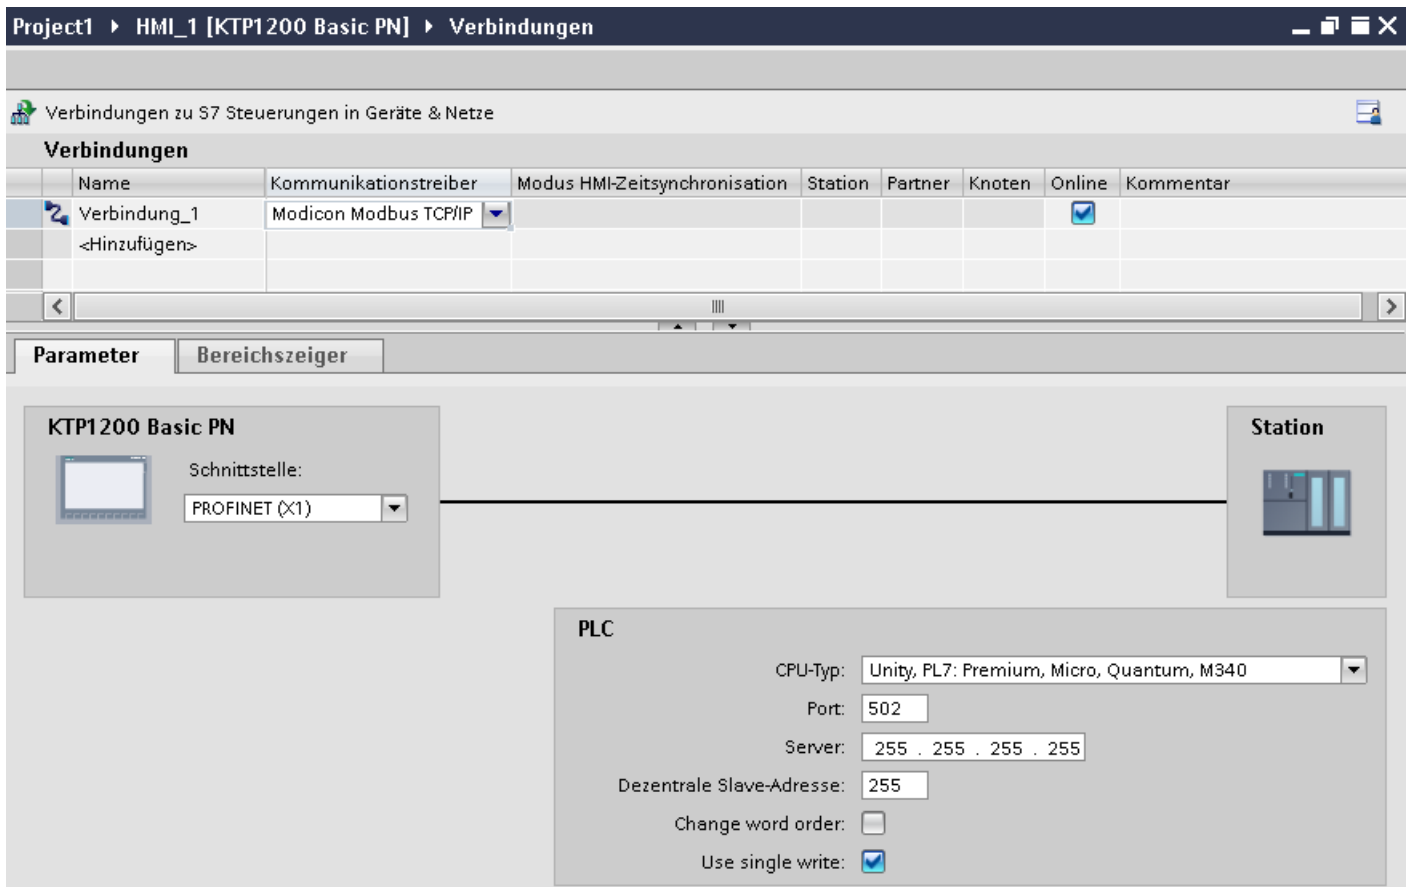 Project1 ▸ HMI_1 [KTP1200 Basic PN] ▸ Verbindungen
Verbindungen zu S7 Steuerungen in Geräte & Netze
Verbindungen
Name Kommunikationstreiber Modus HMI-Zeitsynchronisation Station Partner Knoten Online Kommentar
Verbindung_1 Modicon Modbus TCP/IP
<Hinzufügen>
Parameter Bereichszeiger
KTP1200 Basic PN Station
Schnittstelle:
PROFINET (X1)
PLC
CPU-Typ: Unity, PL7: Premium, Micro, Quantum, M340
Port: 502
Server: 255 . 255 . 255 . 255
Dezentrale Slave-Adresse: 255
Change word order:
Use single write: